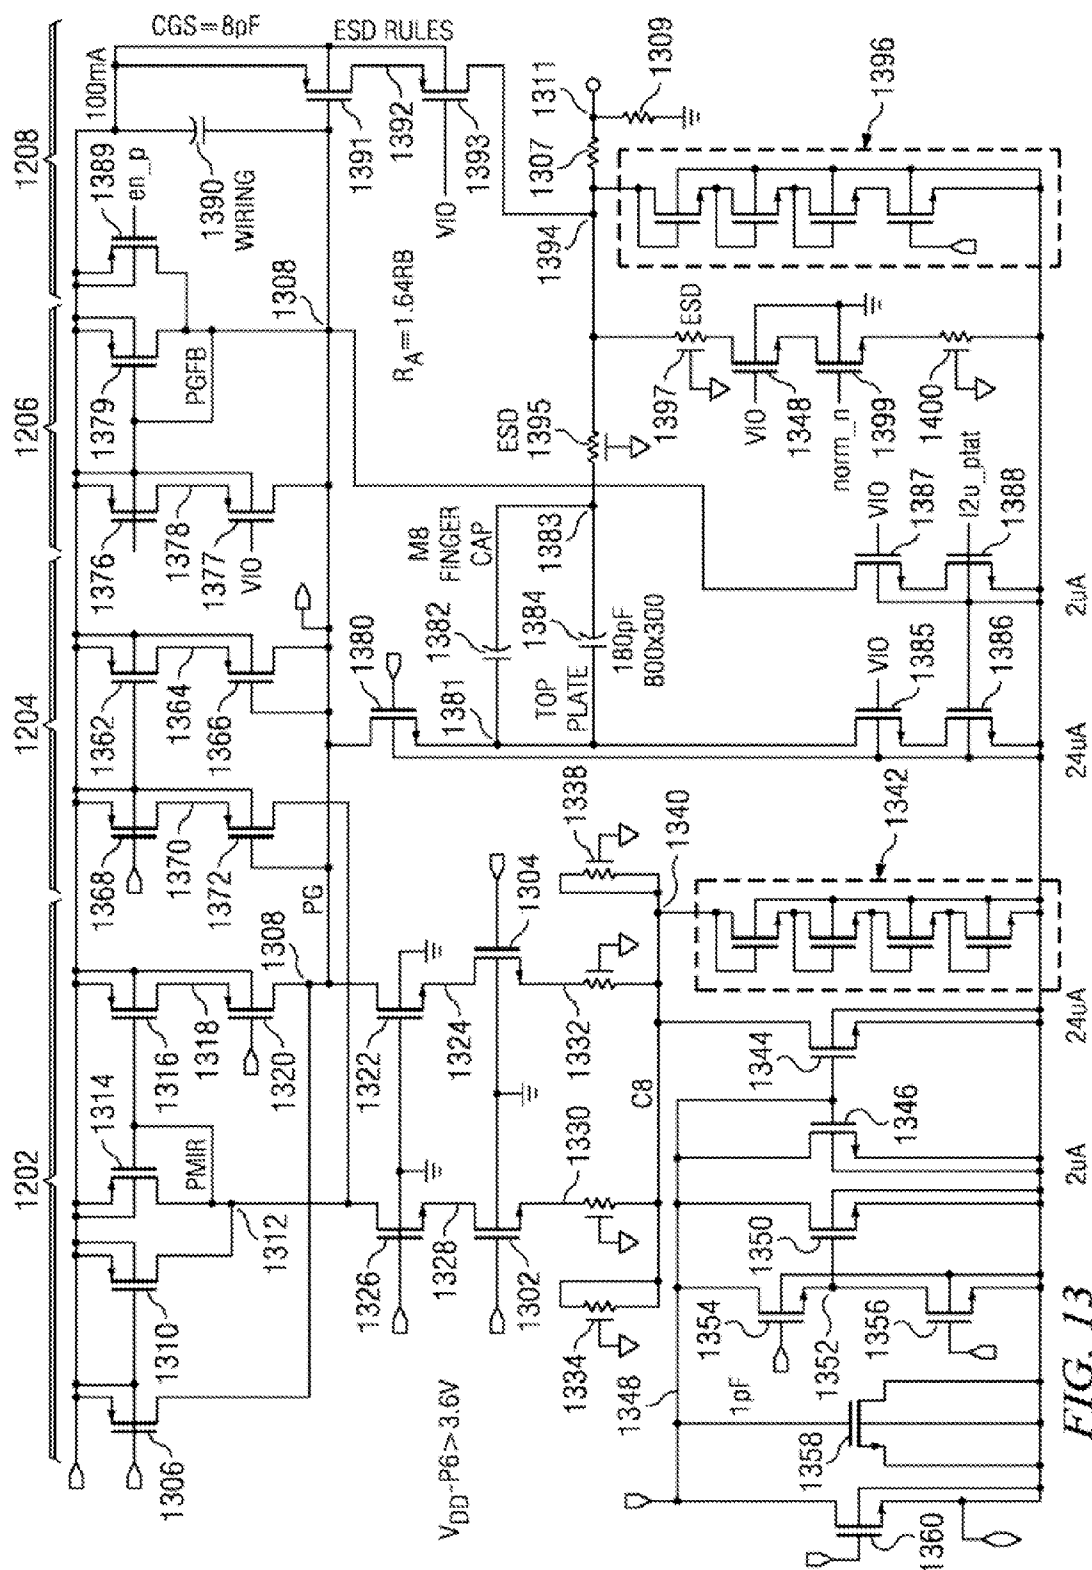 1202
1204
1206
1208
1306
1310
1314
1316
1318
1320
1368
1370
1372
1362
1364
1366
1376
1378
1377
VIO
1379
PGFB
1389
en_p
100mA
1390
WIRING
CGS=8pF
ESD RULES
1391
1392
1393
VIO
PMIR
1312
1308
PG
1308
RA=1.64RB
VDD-P6>3.6V
1326
1328
1302
1322
1324
1304
1330
1332
1334
1338
1340
C8
1342
1380
1381
1382
M8
FINGER
CAP
1383
1384
TOP
PLATE
180pF
800x300
ESD
1395
1394
1307
1311
1309
1396
1397
ESD
VIO
1348
norm_n
1399
1400
VIO
1385
1386
VIO
1387
I2u_ptat
1388
1348
1pF
1354
1352
1356
1350
1346
1344
1358
1360
2uA
24uA
24uA
2uA
FIG. 13